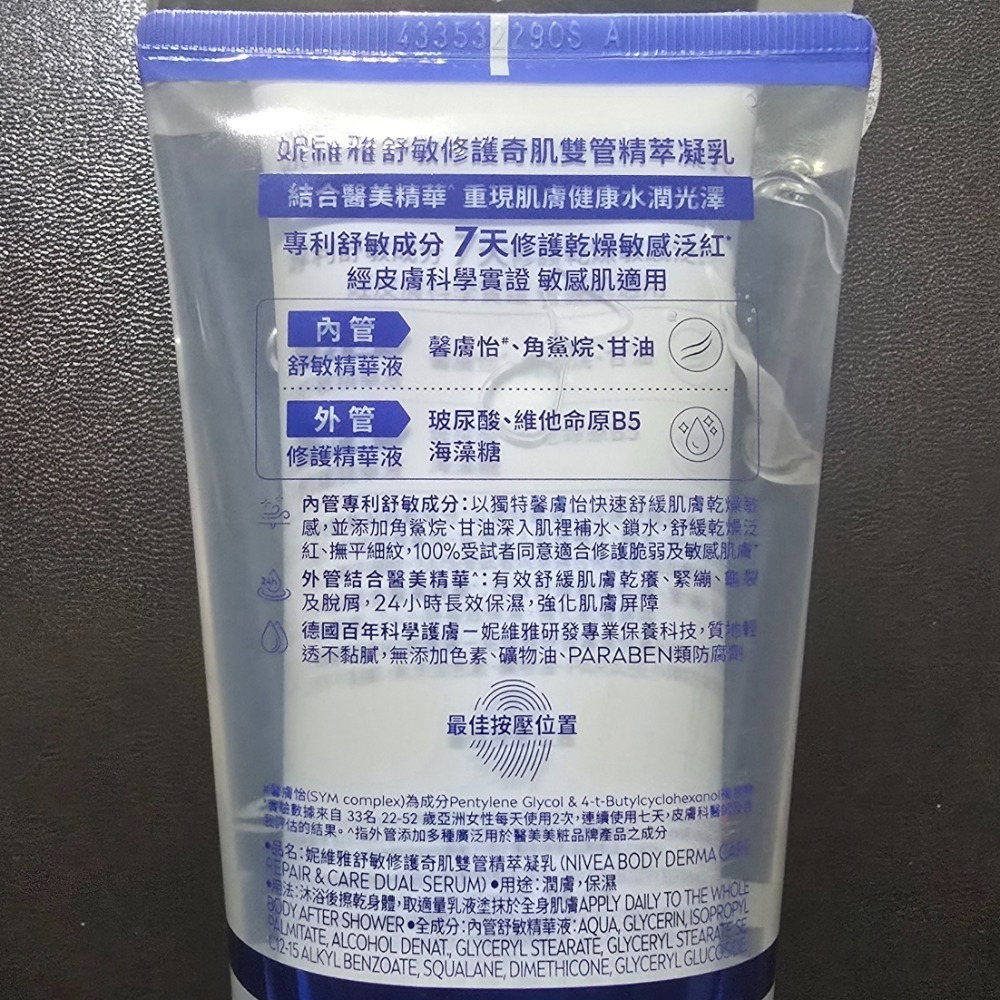 4335322290S A
妮維雅舒敏修護奇肌雙管精萃凝乳
結合醫美精華^ 重現肌膚健康水潤光澤
專利舒敏成分 7天修護乾燥敏感泛紅*
經皮膚科學實證 敏感肌適用
內管 馨膚怡#、角鯊烷、甘油
舒敏精華液
外管 玻尿酸、維他命原B5
修護精華液 海藻糖
內管專利舒敏成分：以獨特馨膚怡快速舒緩肌膚乾燥敏
感，並添加角鯊烷、甘油深入肌裡補水、鎖水，舒緩乾燥泛
紅、撫平細紋，100%受試者同意適合修護脆弱及敏感肌膚*
24h 外管結合醫美精華^：有效舒緩肌膚乾癢、緊繃、龜裂
及脫屑，24小時長效保濕，強化肌膚屏障
德國百年科學護膚－妮維雅研發專業保養科技，質地輕
透不黏膩，無添加色素、礦物油、PARABEN類防腐劑
最佳按壓位置
#馨膚怡(SYM complex)為成分Pentylene Glycol & 4-t-Butylcyclohexanol
*實驗數據來自 33名 22-52 歲亞洲女性每天使用2次，連續使用七天，皮膚科醫師
評估的結果。^指外管添加多種廣泛用於醫美美妝品牌產品之成分
●品名：妮維雅舒敏修護奇肌雙管精萃凝乳 (NIVEA BODY DERMA CARE
REPAIR & CARE DUAL SERUM) ●用途：潤膚，保濕
●用法：沐浴後擦乾身體，取適量乳液塗抹於全身肌膚APPLY DAILY TO THE WHOLE
BODY AFTER SHOWER ●全成分：內管舒敏精華液：AQUA, GLYCERIN, ISOPROPYL
PALMITATE, ALCOHOL DENAT., GLYCERYL STEARATE, GLYCERYL STEARATE SE,
C12-15 ALKYL BENZOATE, SQUALANE, DIMETHICONE, GLYCERYL GLUCOSIDE,